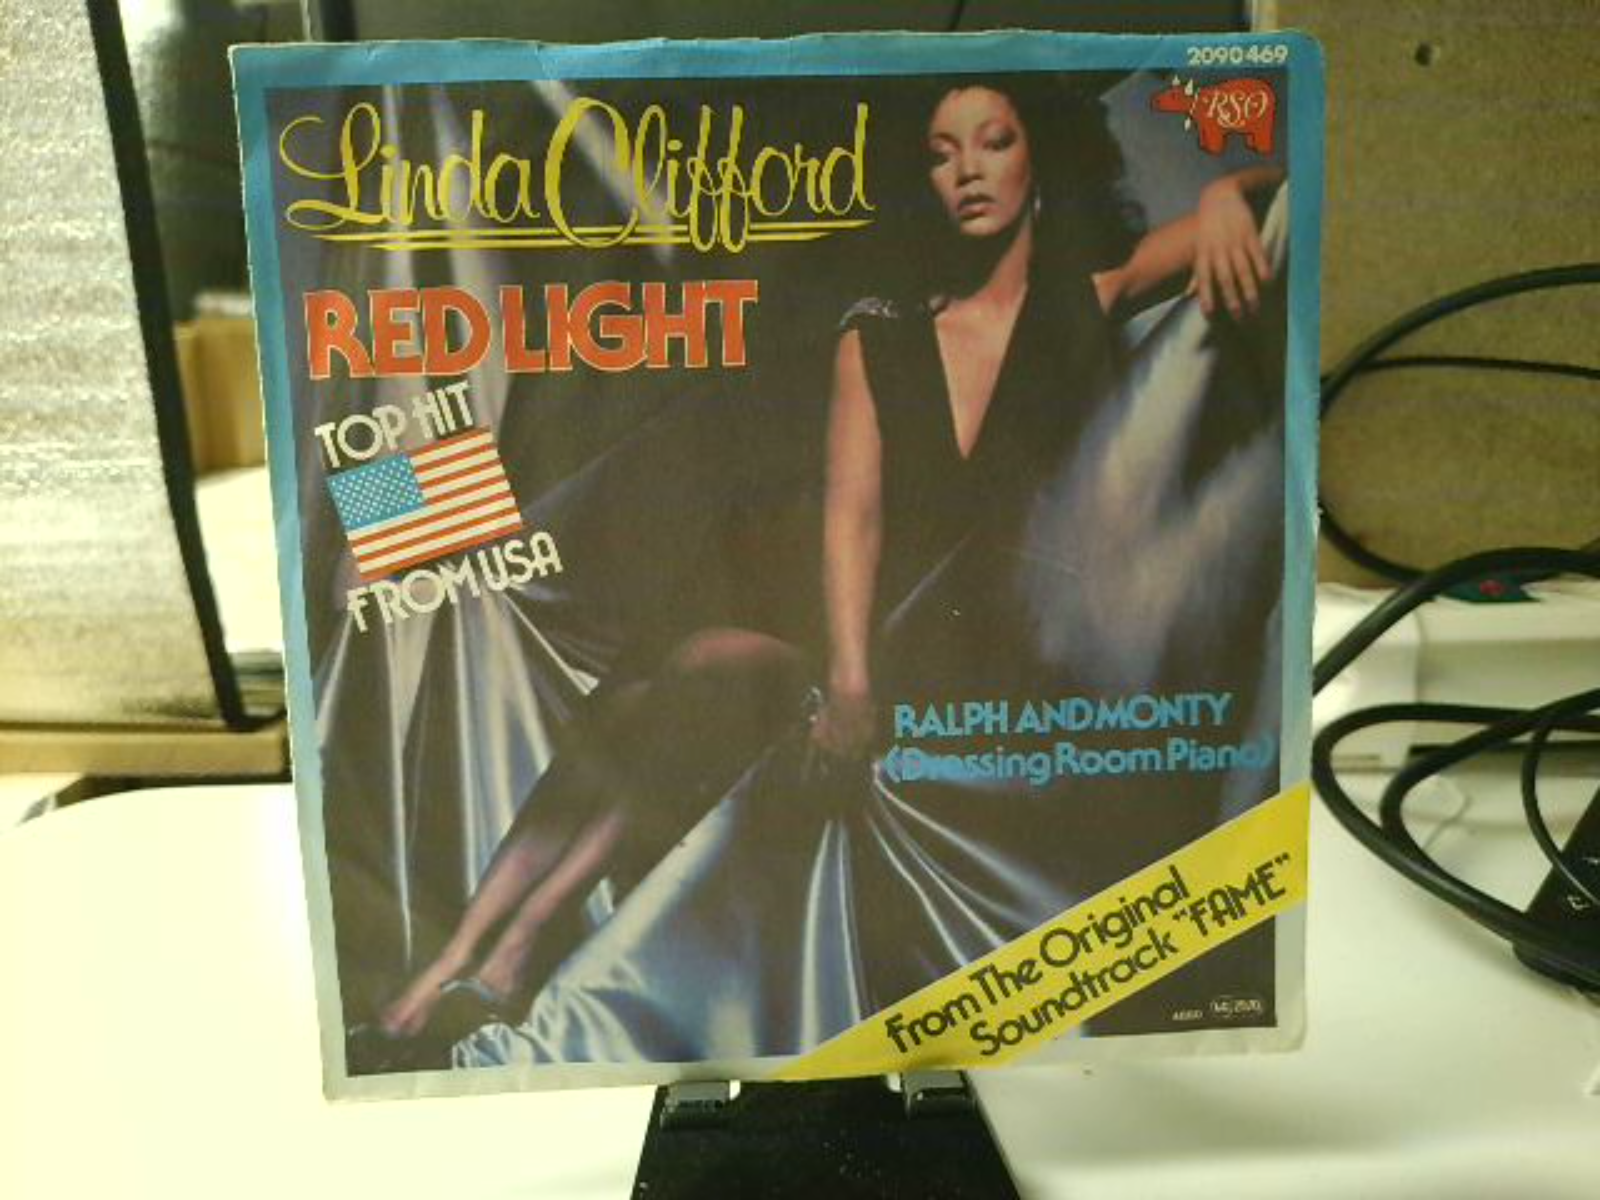 2090 469
RSO
Linda Clifford
RED LIGHT
TOP HIT
FROM USA
RALPH AND MONTY
(Dressing Room Piano)
From The Original
Soundtrack "FAME"